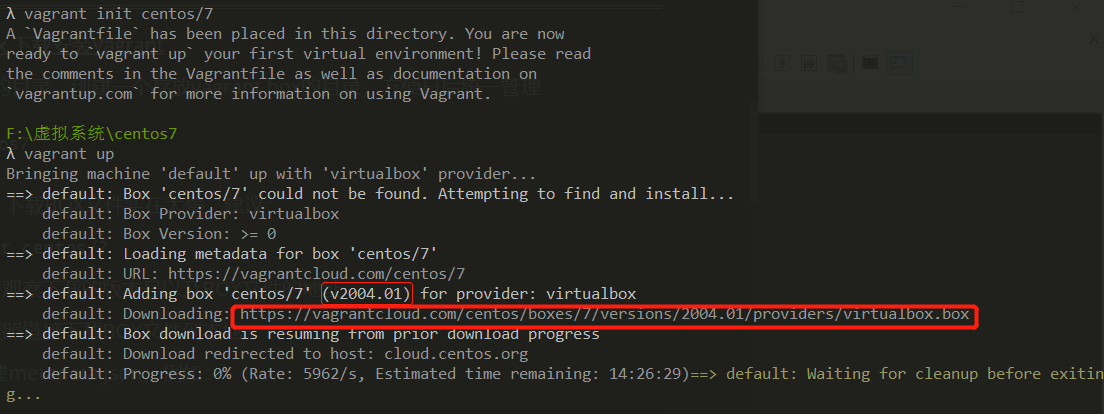 λ vagrant init centos/7
A `Vagrantfile` has been placed in this directory. You are now
ready to `vagrant up` your first virtual environment! Please read
the comments in the Vagrantfile as well as documentation on
`vagrantup.com` for more information on using Vagrant.
F:\虚拟系统\centos7
λ vagrant up
Bringing machine 'default' up with 'virtualbox' provider...
==> default: Box 'centos/7' could not be found. Attempting to find and install...
default: Box Provider: virtualbox
default: Box Version: >= 0
==> default: Loading metadata for box 'centos/7'
default: URL: https://vagrantcloud.com/centos/7
==> default: Adding box 'centos/7' (v2004.01) for provider: virtualbox
default: Downloading: https://vagrantcloud.com/centos/boxes/7/versions/2004.01/providers/virtualbox.box
==> default: Box download is resuming from prior download progress
default: Download redirected to host: cloud.centos.org
default: Progress: 0% (Rate: 5962/s, Estimated time remaining: 14:26:29)==> default: Waiting for cleanup before exitin
g...